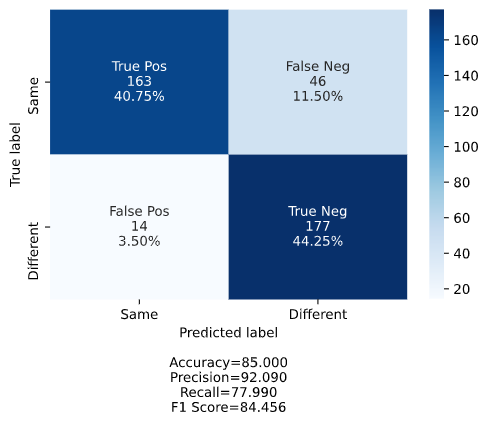 True Pos
163
40.75%
False Neg
46
11.50%
False Pos
14
3.50%
True Neg
177
44.25%
True label
Same
Different
Same
Different
Predicted label
160
140
120
100
80
60
40
20
Accuracy=85.000
Precision=92.090
Recall=77.990
F1 Score=84.456